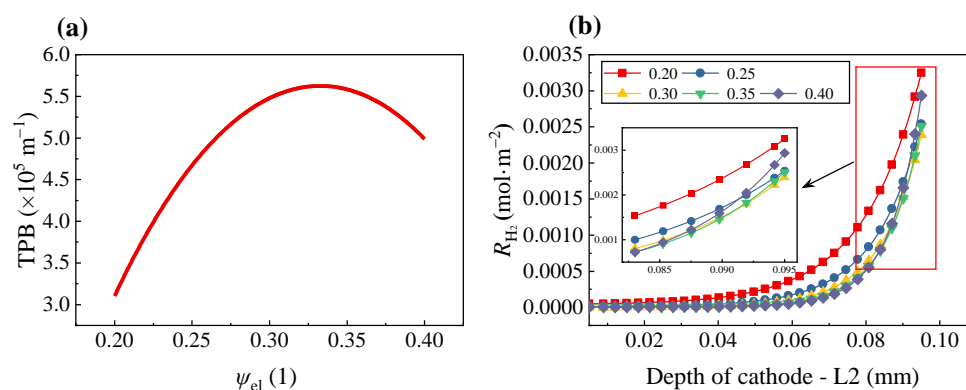 (a)
TPB (×10⁵ m⁻¹)
6.0
5.5
5.0
4.5
4.0
3.5
3.0
0.20 0.25 0.30 0.35 0.40
ψel (1)
(b)
RH₂ (mol·m⁻²)
0.0035
0.0030
0.0025
0.0020
0.0015
0.0010
0.0005
0.0000
0.20 0.25
0.30 0.35 0.40
0.003
0.002
0.001
0.085 0.090 0.095
0.02 0.04 0.06 0.08 0.10
Depth of cathode - L2 (mm)